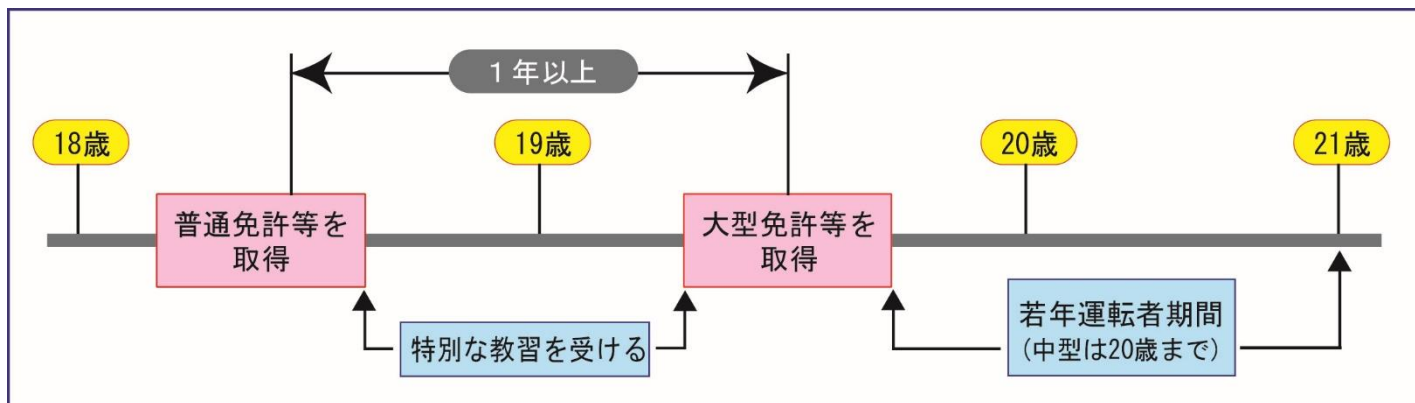 １年以上
18歳
19歳
20歳
21歳
普通免許等を
取得
大型免許等を
取得
特別な教習を受ける
若年運転者期間
(中型は20歳まで)